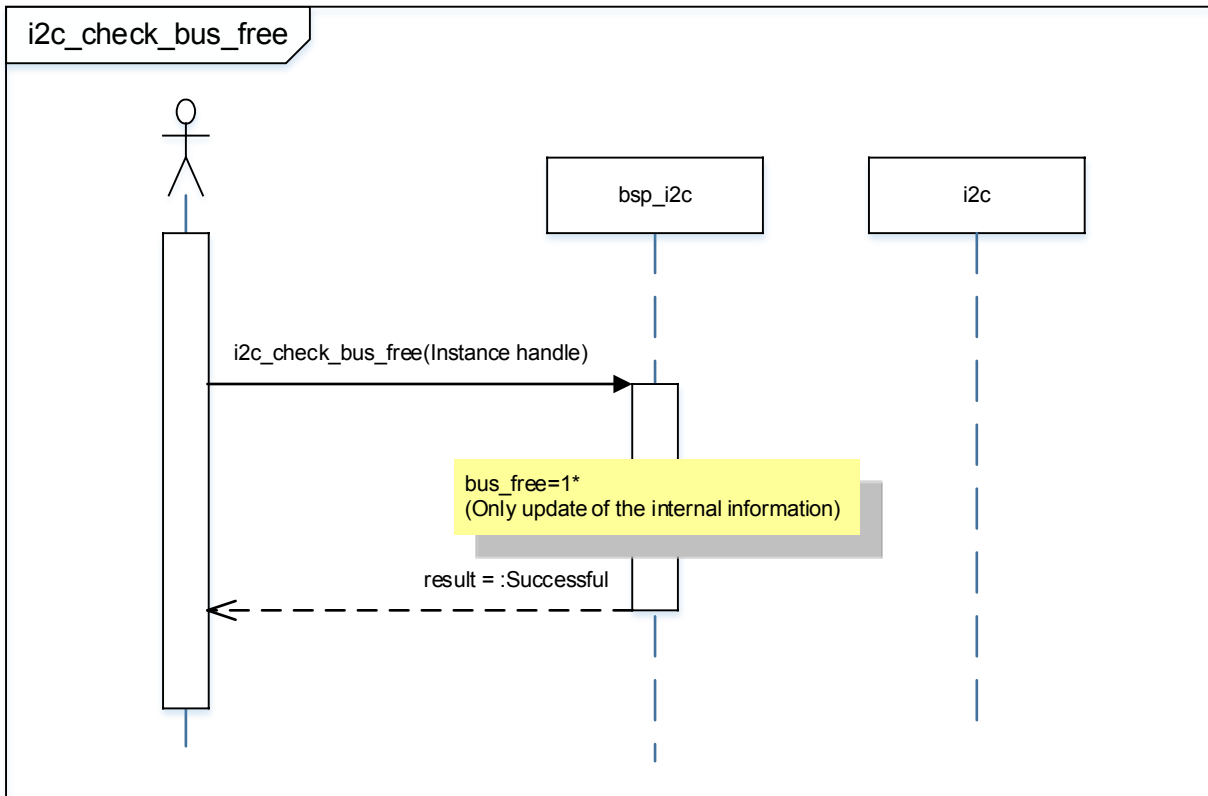 i2c_check_bus_free
bsp_i2c
i2c
i2c_check_bus_free(Instance handle)
bus_free=1*
(Only update of the internal information)
result = :Successful